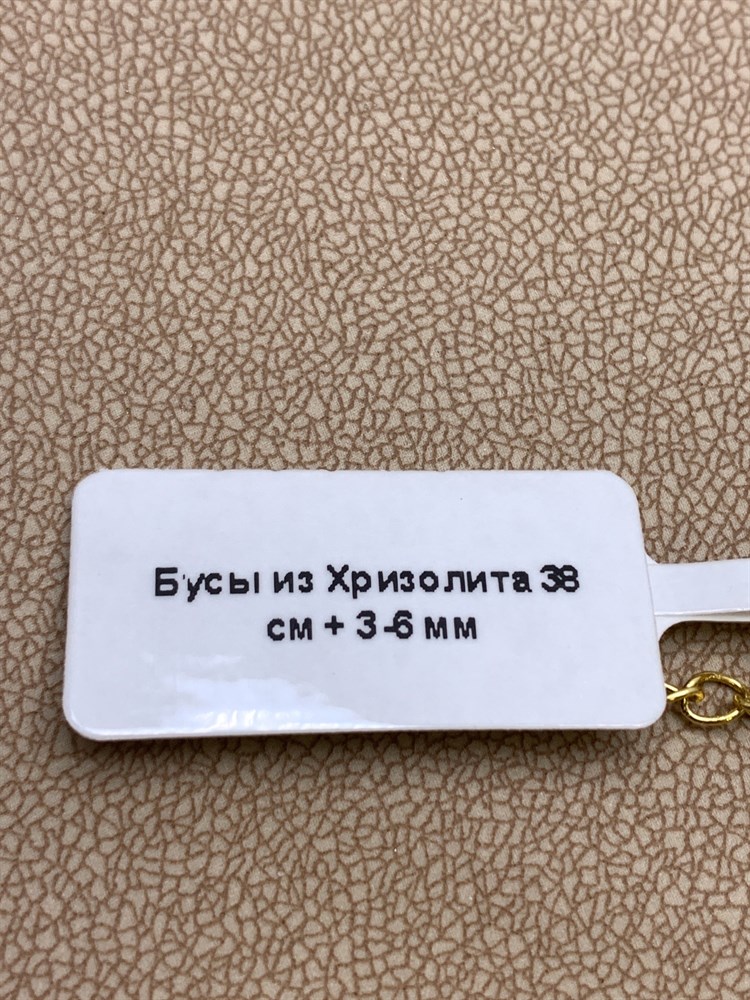 Бусы из Хризолита 38
см + 3-6 мм